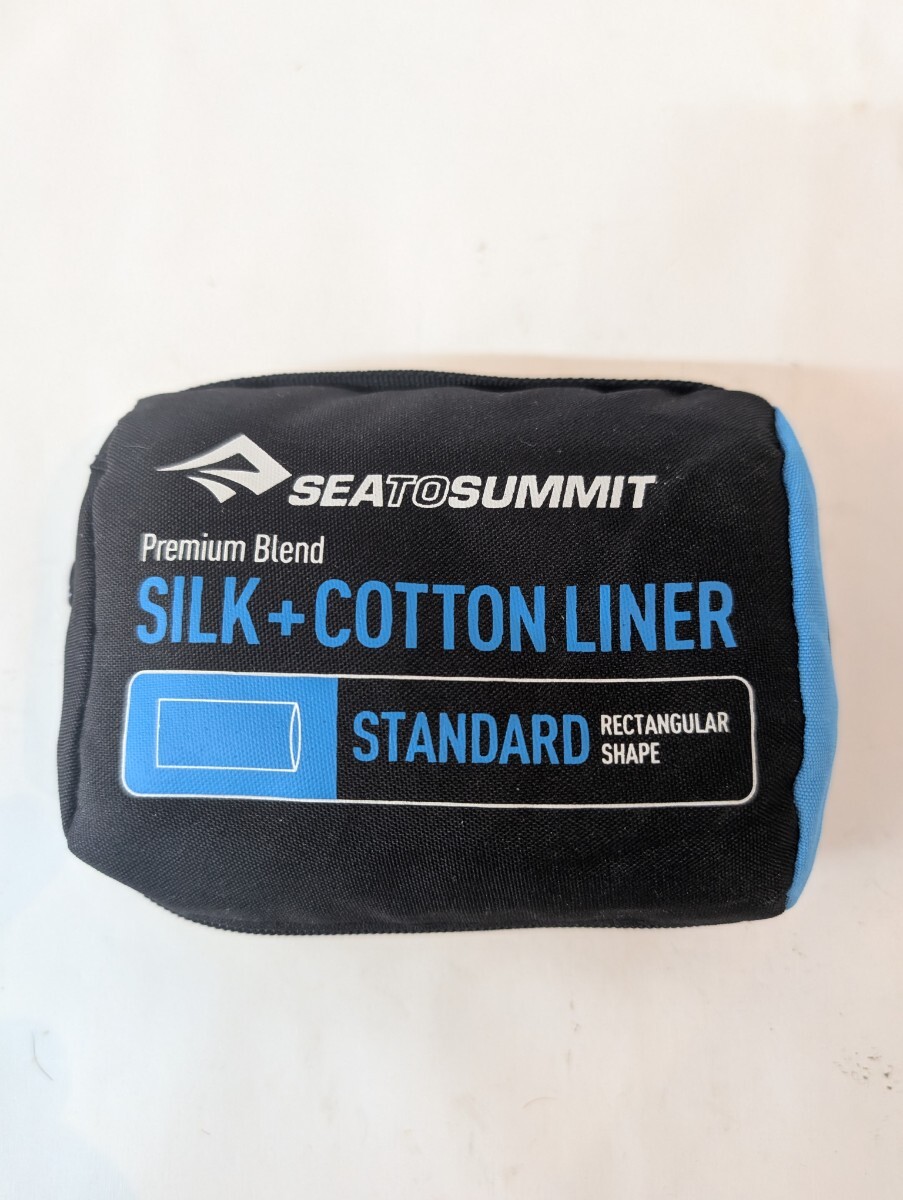 SEATOSUMMIT
Premium Blend
SILK + COTTON LINER
STANDARD RECTANGULAR
SHAPE